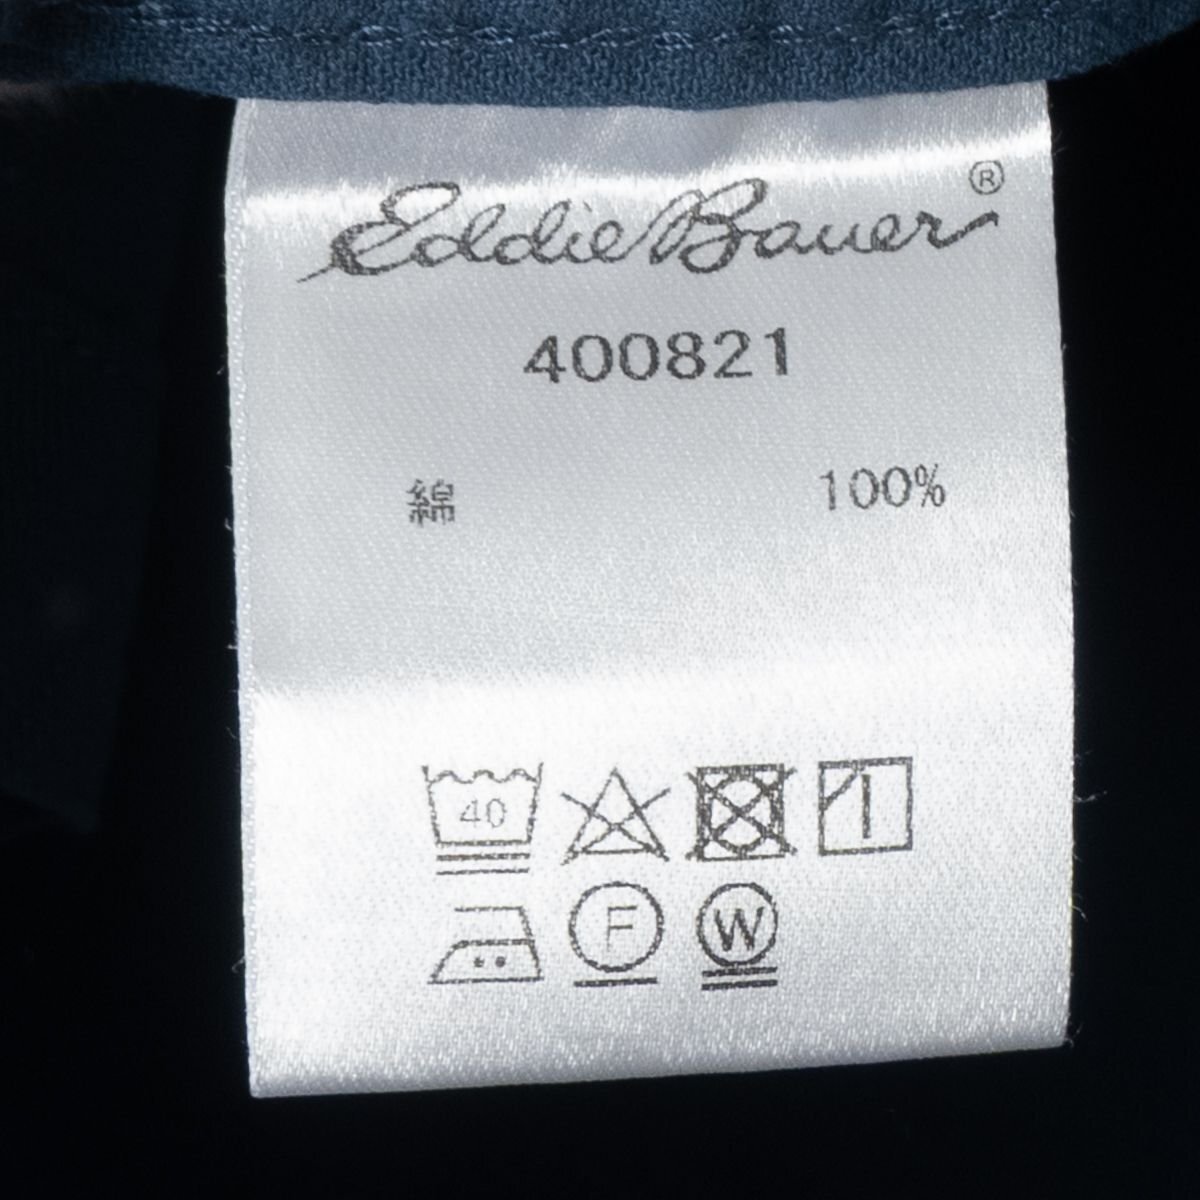 Eddie Bauer®
400821
綿 100%
40
F W